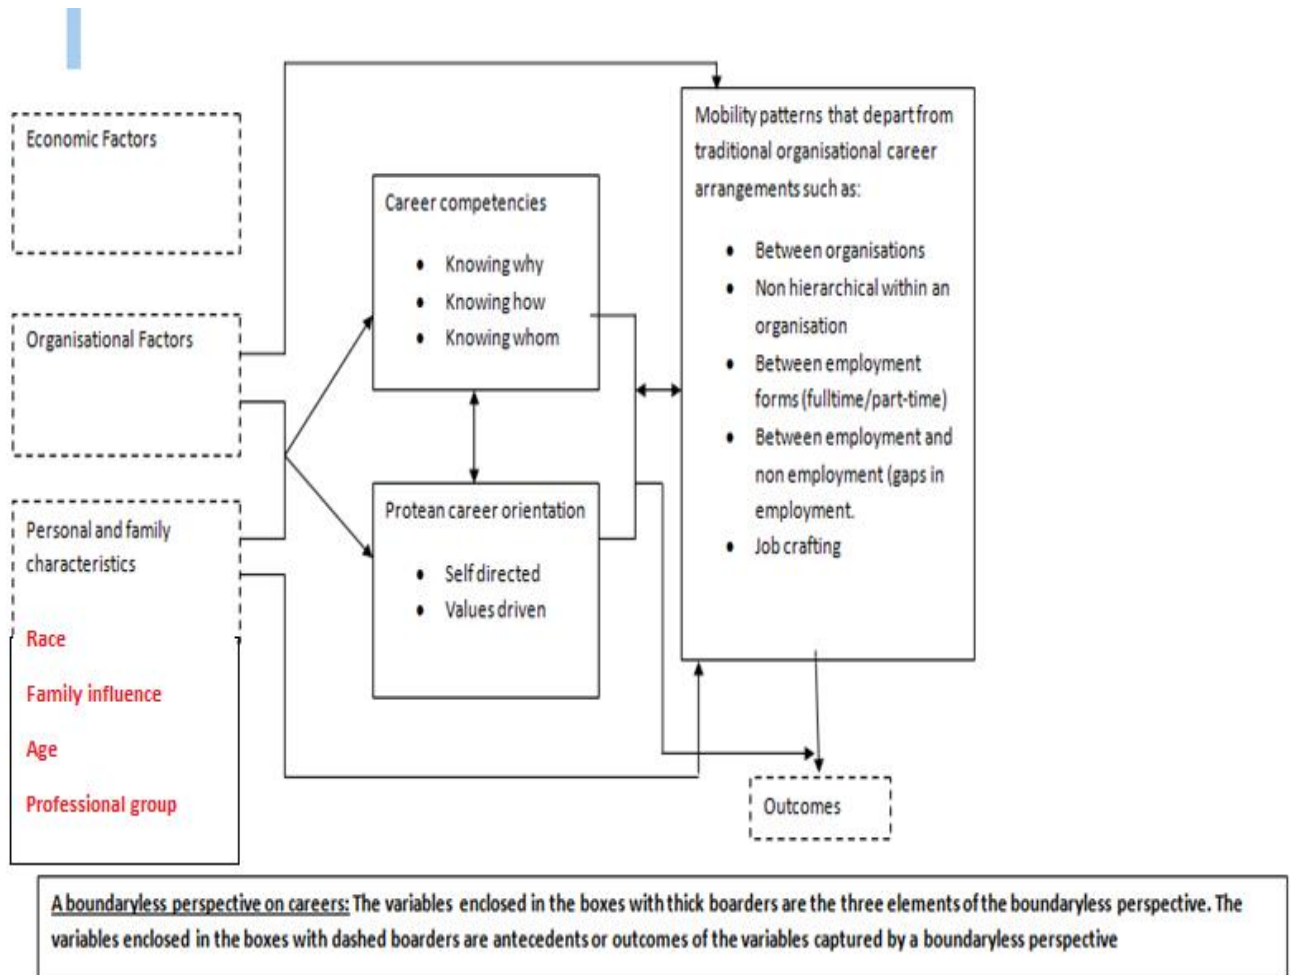 Economic Factors
Organisational Factors
Personal and family
characteristics
Race
Family influence
Age
Professional group
Career competencies
• Knowing why
• Knowing how
• Knowing whom
Protean career orientation
• Self directed
• Values driven
Mobility patterns that depart from
traditional organisational career
arrangements such as:
• Between organisations
• Non hierarchical within an
organisation
• Between employment
forms (fulltime/part-time)
• Between employment and
non employment (gaps in
employment.
• Job crafting
Outcomes
A boundaryless perspective on careers: The variables enclosed in the boxes with thick boarders are the three elements of the boundaryless perspective. The
variables enclosed in the boxes with dashed boarders are antecedents or outcomes of the variables captured by a boundaryless perspective